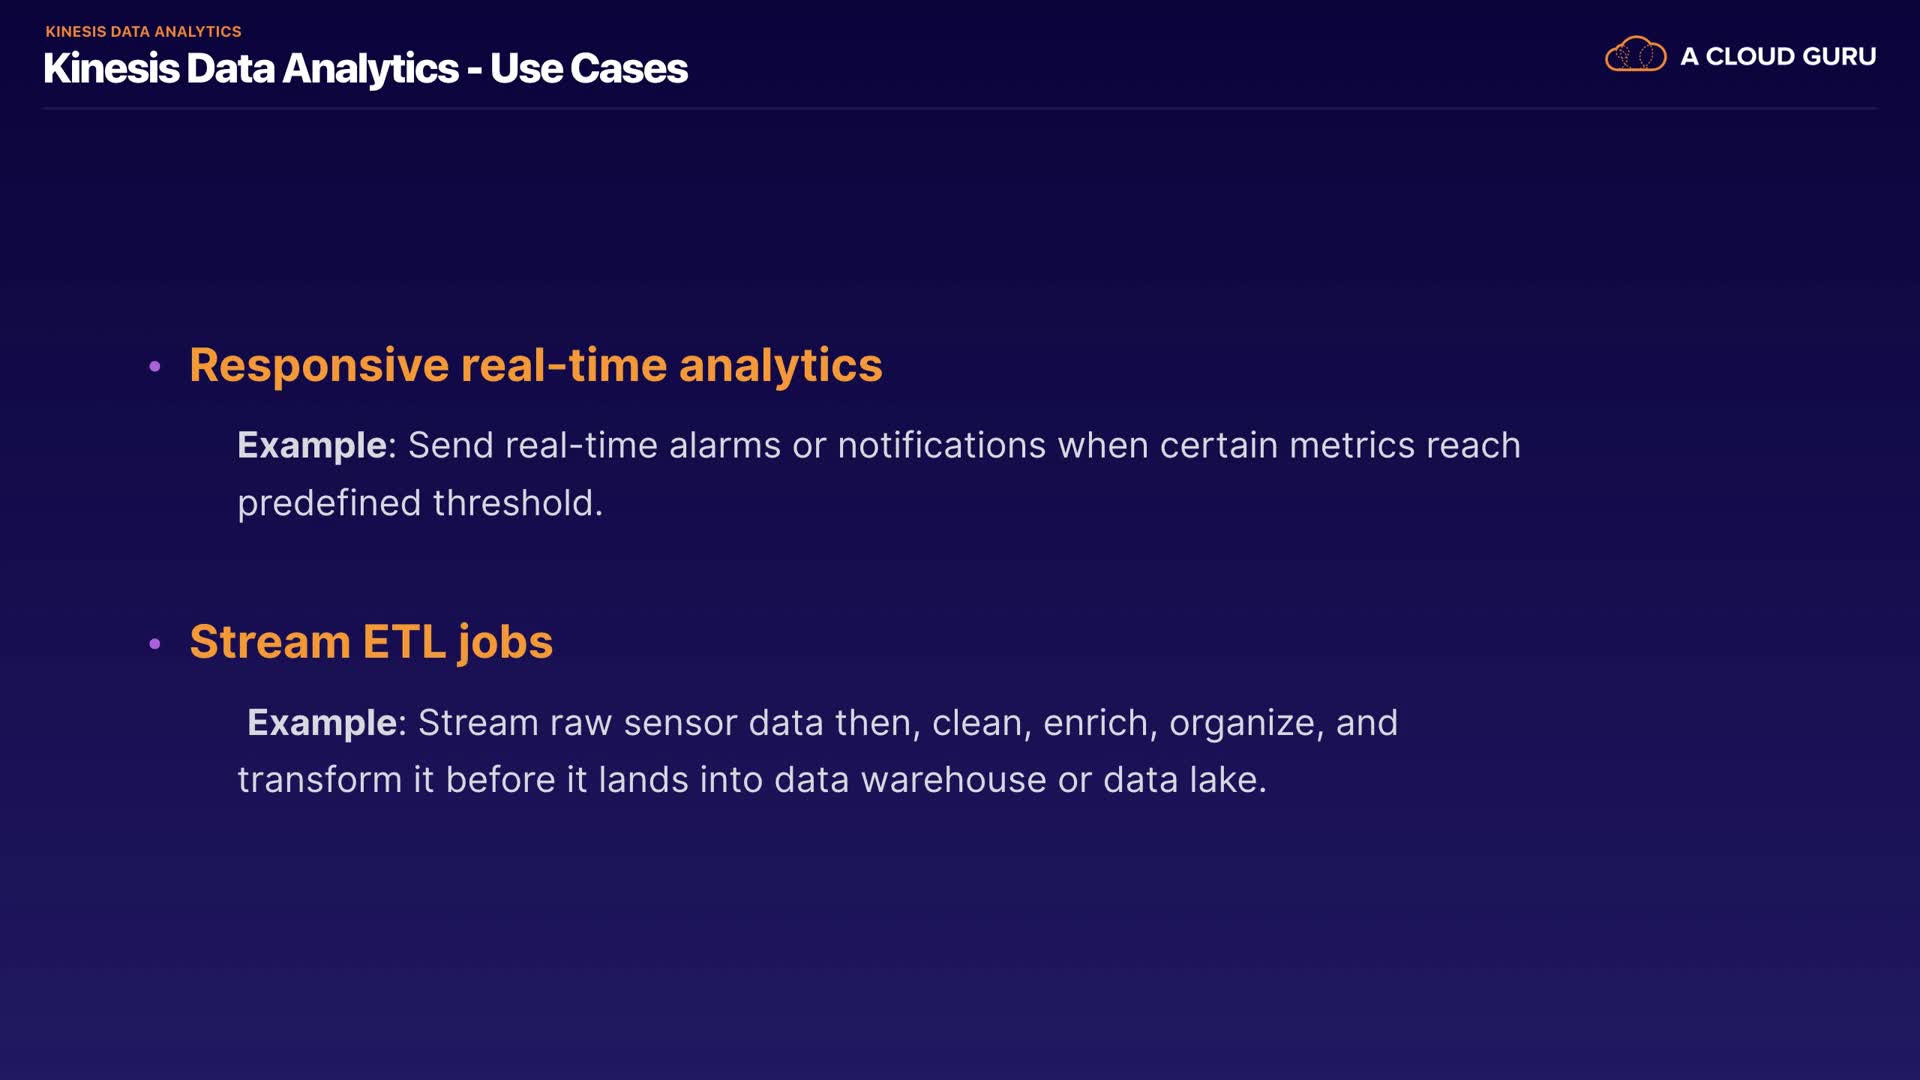 KINESIS DATA ANALYTICS
Kinesis Data Analytics - Use Cases
A CLOUD GURU
• Responsive real-time analytics
Example: Send real-time alarms or notifications when certain metrics reach
predefined threshold.
• Stream ETL jobs
Example: Stream raw sensor data then, clean, enrich, organize, and
transform it before it lands into data warehouse or data lake.